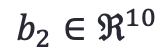 b₂ ∈ ℜ¹⁰